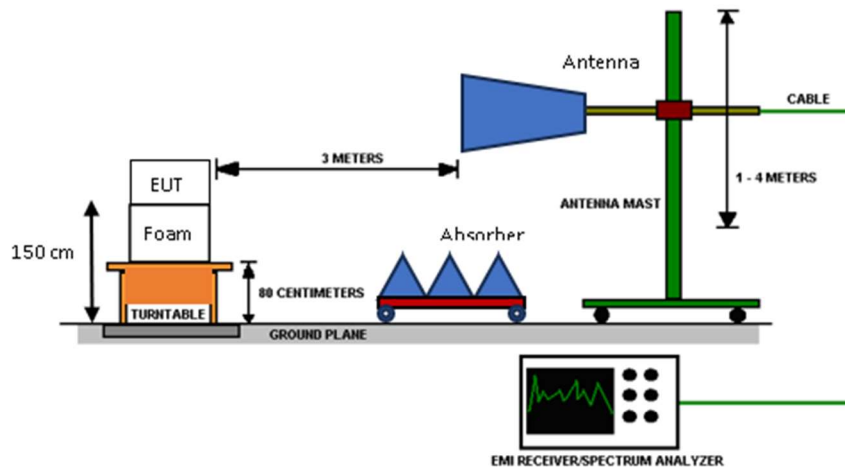 Antenna
CABLE
3 METERS
EUT
1 - 4 METERS
ANTENNA MAST
Foam
Absorber
150 cm
80 CENTIMETERS
TURNTABLE
GROUND PLANE
EMI RECEIVER/SPECTRUM ANALYZER